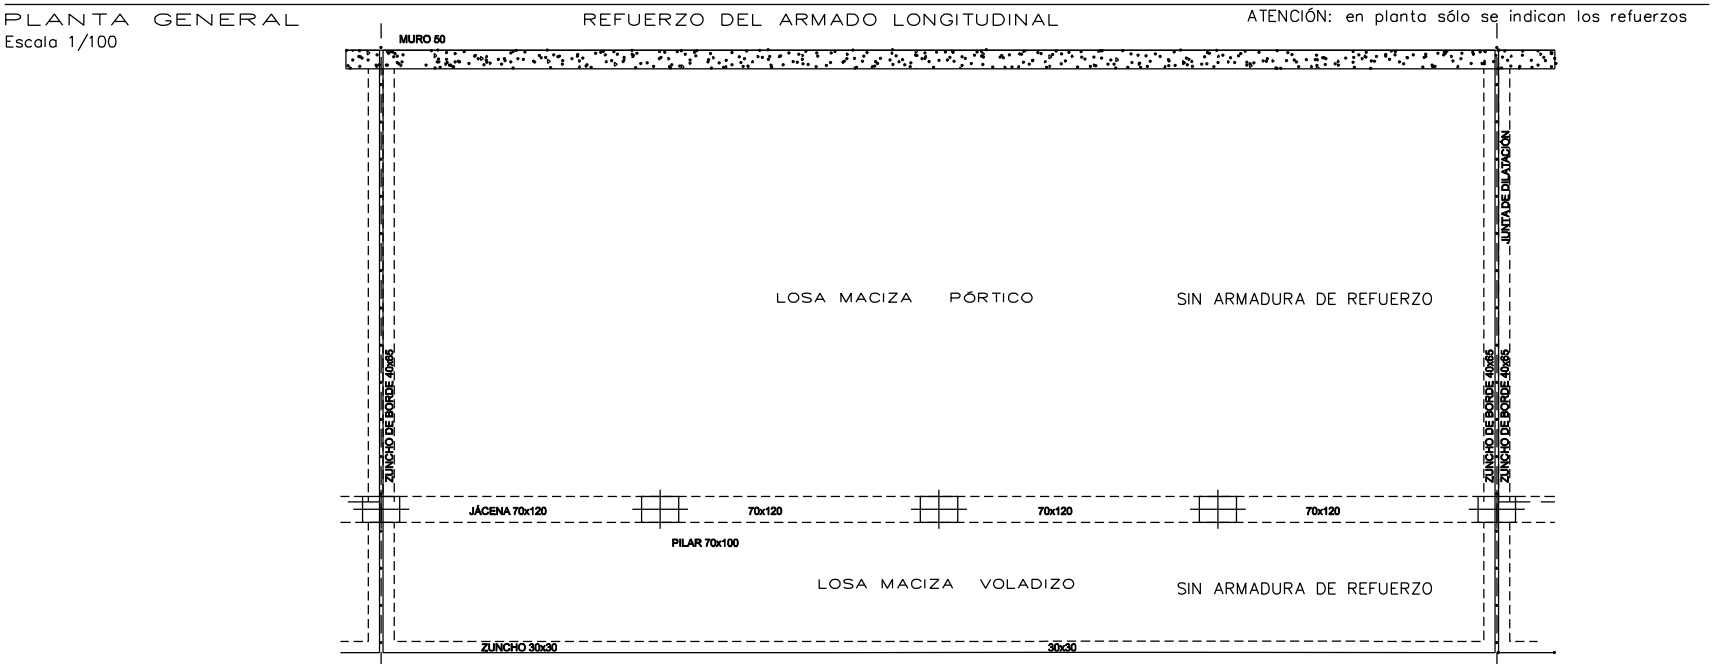 PLANTA GENERAL
Escala 1/100
REFUERZO DEL ARMADO LONGITUDINAL
ATENCIÓN: en planta sólo se indican los refuerzos
MURO 50
JUNTA DE DILATACIÓN
LOSA MACIZA PÓRTICO
SIN ARMADURA DE REFUERZO
ZUNCHO DE BORDE 40x65
ZUNCHO DE BORDE 40x65
ZUNCHO DE BORDE 40x65
JÁCENA 70x120
70x120
70x120
70x120
PILAR 70x100
LOSA MACIZA VOLADIZO
SIN ARMADURA DE REFUERZO
ZUNCHO 30x30
30x30